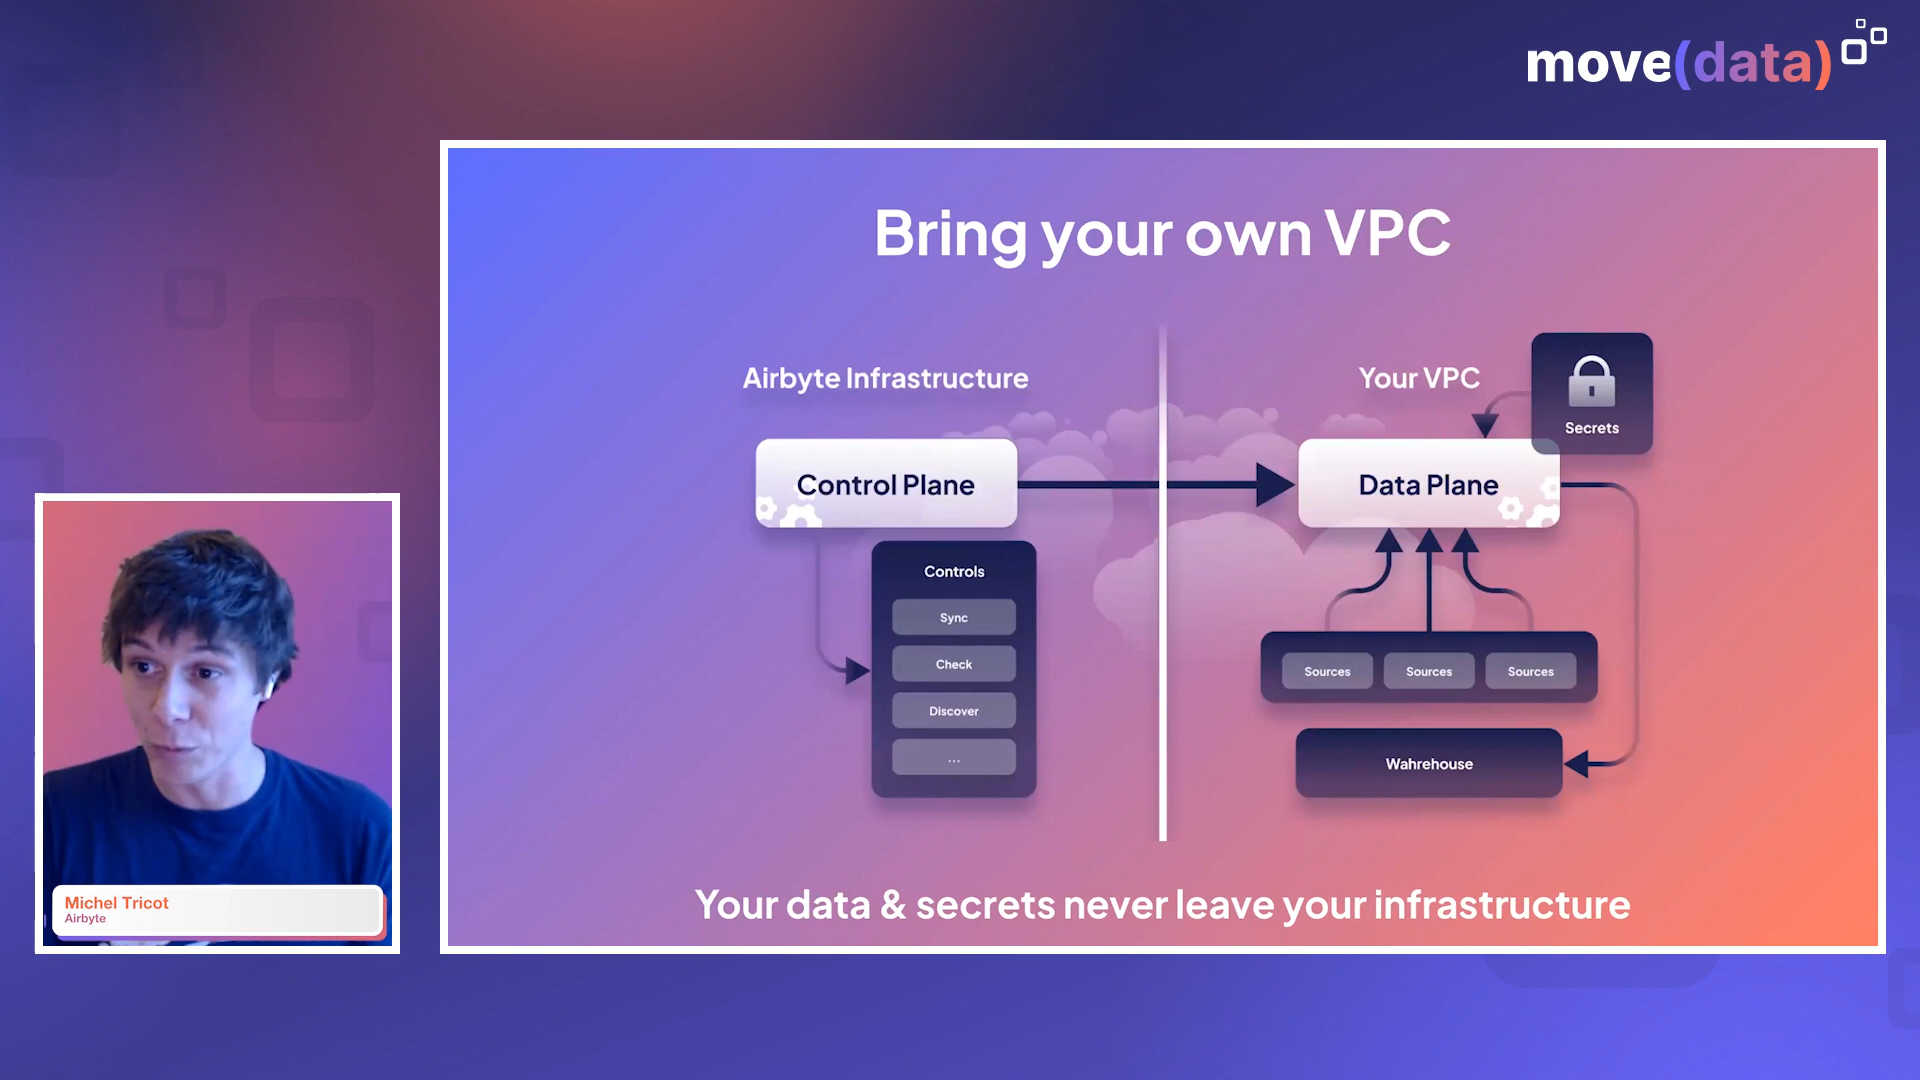 move(data)
Bring your own VPC
Airbyte Infrastructure
Your VPC
Secrets
Control Plane
Data Plane
Controls
Sync
Check
Discover
...
Sources
Sources
Sources
Wahrehouse
Your data & secrets never leave your infrastructure
Michel Tricot
Airbyte